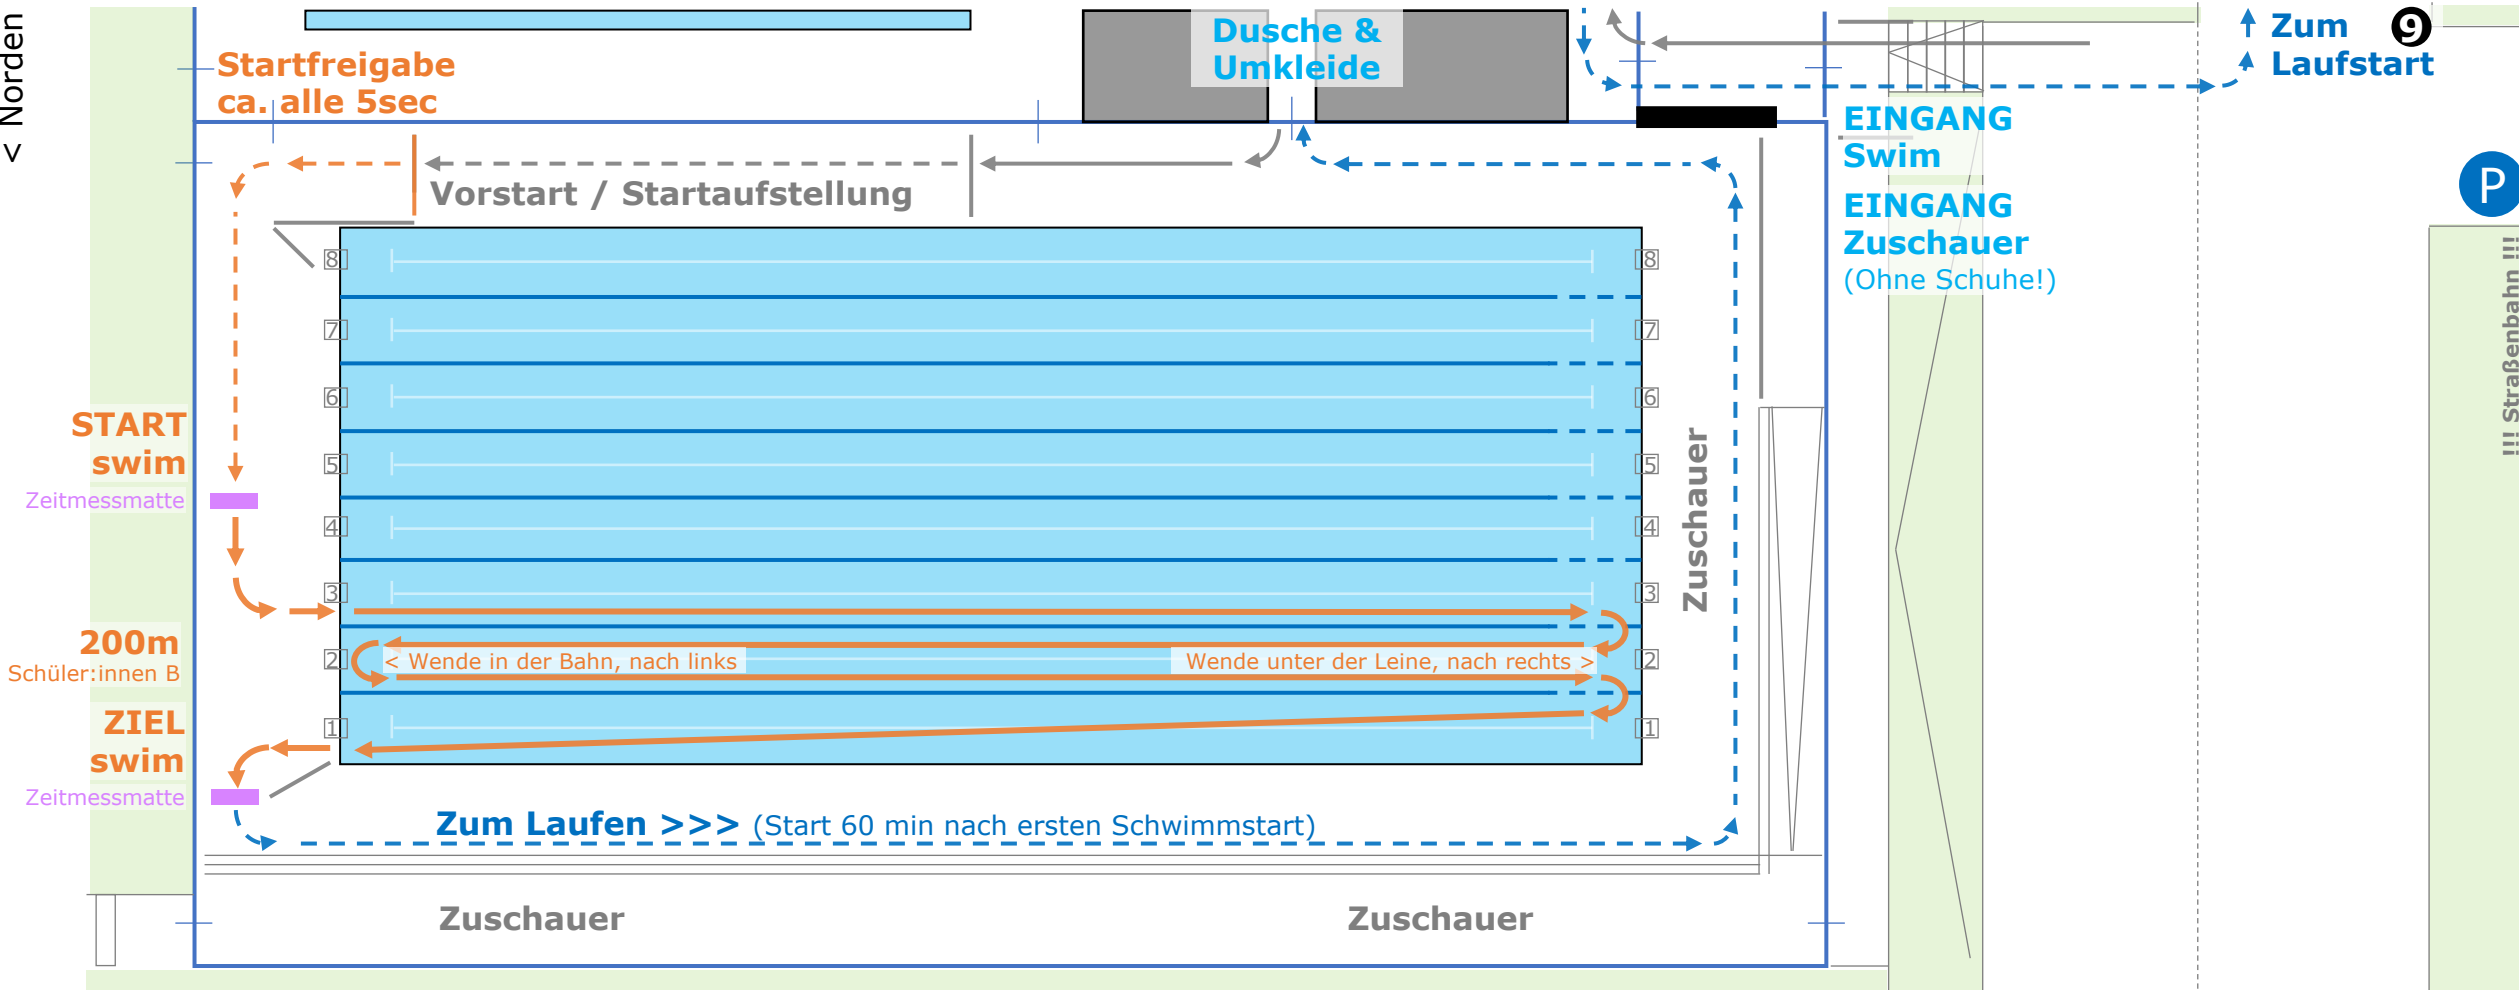 < Norden
Startfreigabe
ca. alle 5sec
Dusche &
Umkleide
Zum
Laufstart
9
EINGANG
Swim
EINGANG
Zuschauer
(Ohne Schuhe!)
P
!!! Straßenbahn !!!
Vorstart / Startaufstellung
8
8
7
7
6
6
5
5
4
4
3
3
2
2
1
1
START
swim
Zeitmessmatte
200m
Schüler:innen B
< Wende in der Bahn, nach links
Wende unter der Leine, nach rechts >
ZIEL
swim
Zeitmessmatte
Zuschauer
Zum Laufen >>> (Start 60 min nach ersten Schwimmstart)
Zuschauer
Zuschauer